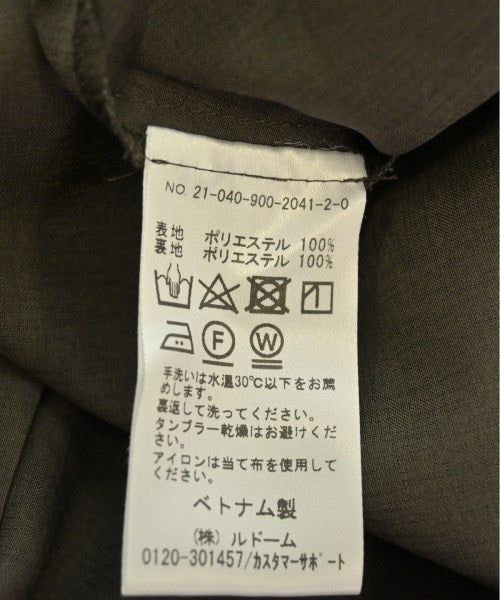 NO. 21-040-900-2041-2-0
表地 ポリエステル 100%
裏地 ポリエステル 100%
F W
手洗いは水温30℃以下をお薦
めします。
裏返して洗ってください。
タンブラー乾燥はお避けくださ
い。
アイロンは当て布を使用して
ください。
ベトナム製
(株) ルドーム
0120-301457/カスタマーサポート